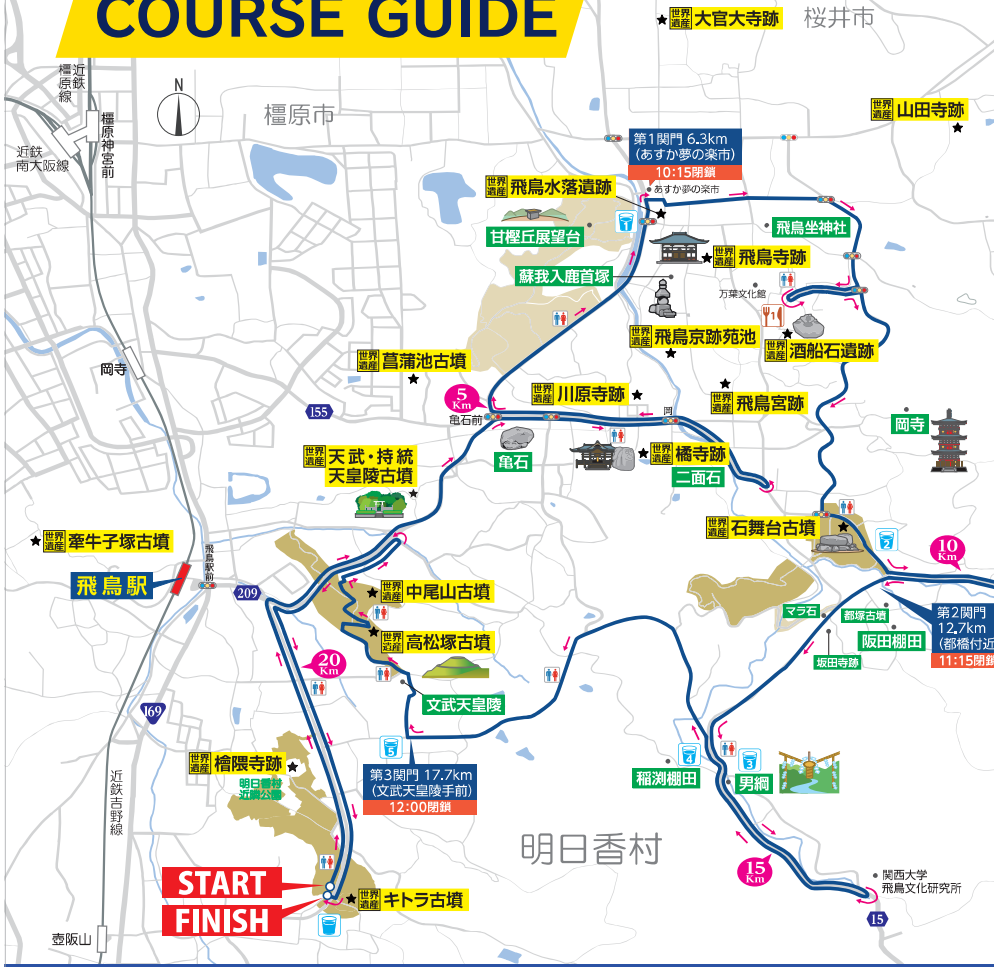 COURSE GUIDE
世界遺産 大官大寺跡
桜井市
近鉄
橿原線
橿原神宮前
近鉄
南大阪線
N
橿原市
世界遺産 山田寺跡
第1関門 6.3km
(あすか夢の楽市)
10:15閉鎖
あすか夢の楽市
世界遺産 飛鳥水落遺跡
1
甘樫丘展望台
飛鳥坐神社
世界遺産 飛鳥寺跡
蘇我入鹿首塚
万葉文化館
1
世界遺産 飛鳥京跡苑池
世界遺産 酒船石遺跡
岡寺
世界遺産 菖蒲池古墳
5
Km
亀石前
世界遺産 川原寺跡
岡
世界遺産 飛鳥宮跡
155
岡寺
亀石
世界遺産 橘寺跡
二面石
世界遺産 天武・持統
天皇陵古墳
世界遺産 石舞台古墳
2
10
Km
世界遺産 牽牛子塚古墳
飛鳥駅前
飛鳥駅
209
世界遺産 中尾山古墳
世界遺産 高松塚古墳
マラ石
都塚古墳
阪田棚田
坂田寺跡
第2関門
12.7km
(都橋付近
11:15閉鎖
20
Km
文武天皇陵
169
5
第3関門 17.7km
(文武天皇陵手前)
12:00閉鎖
4
稲渕棚田
3
男綱
世界遺産 檜隈寺跡
明日香村
近隣公園
近鉄吉野線
明日香村
15
Km
関西大学
飛鳥文化研究所
15
START
FINISH
世界遺産 キトラ古墳
壺阪山